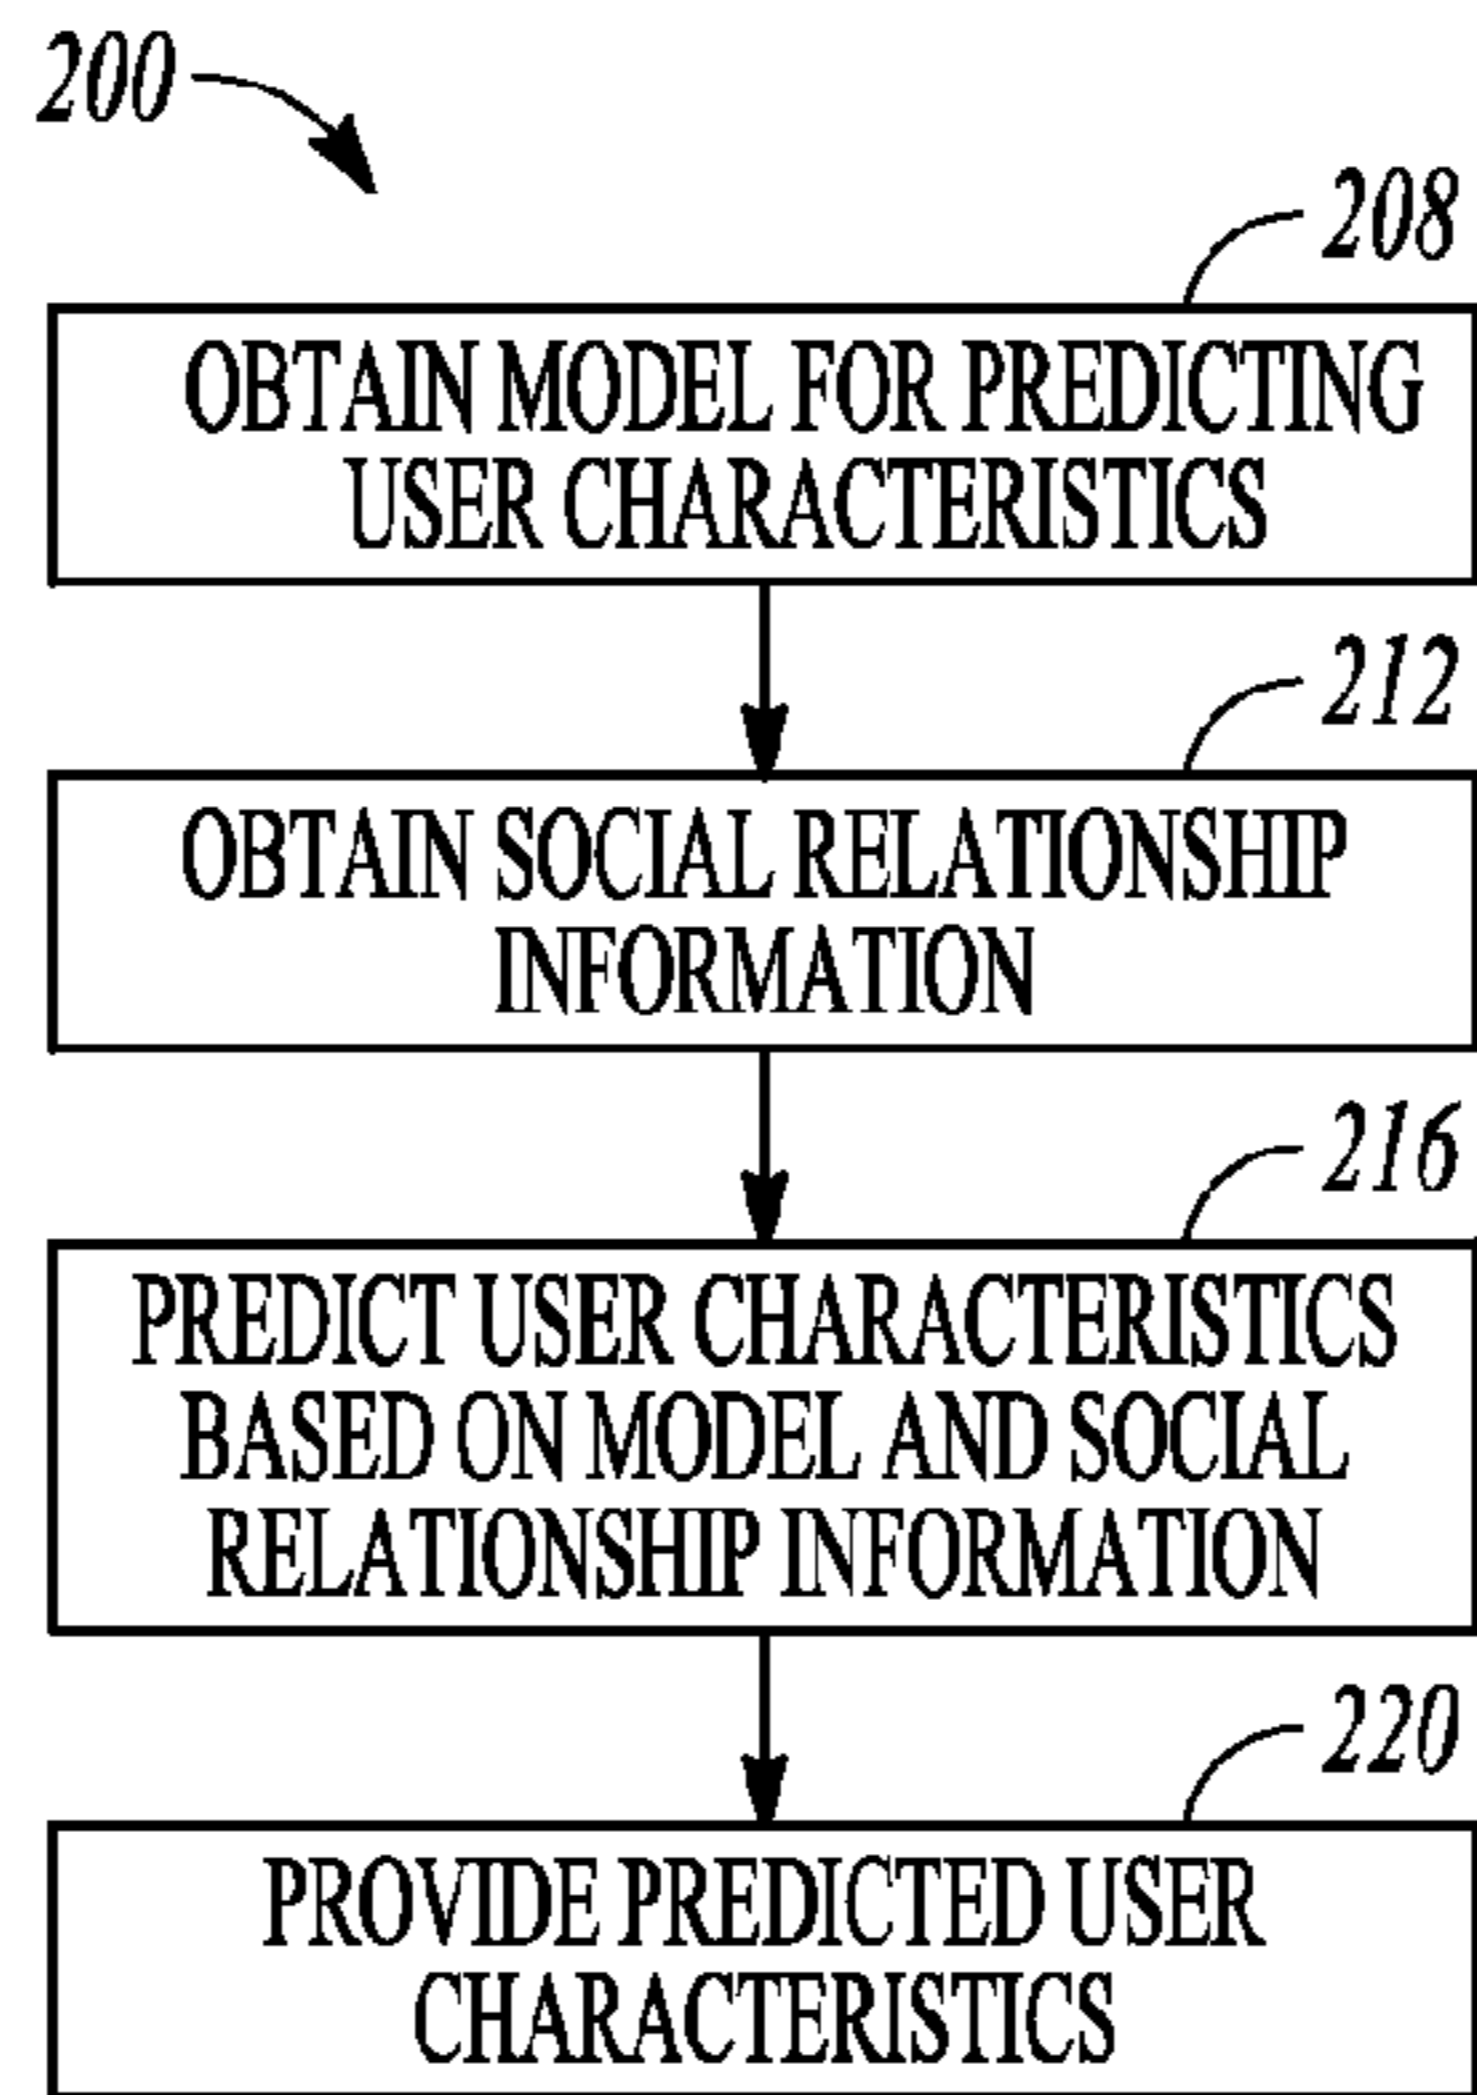 200
208
OBTAIN MODEL FOR PREDICTING
USER CHARACTERISTICS
212
OBTAIN SOCIAL RELATIONSHIP
INFORMATION
216
PREDICT USER CHARACTERISTICS
BASED ON MODEL AND SOCIAL
RELATIONSHIP INFORMATION
220
PROVIDE PREDICTED USER
CHARACTERISTICS